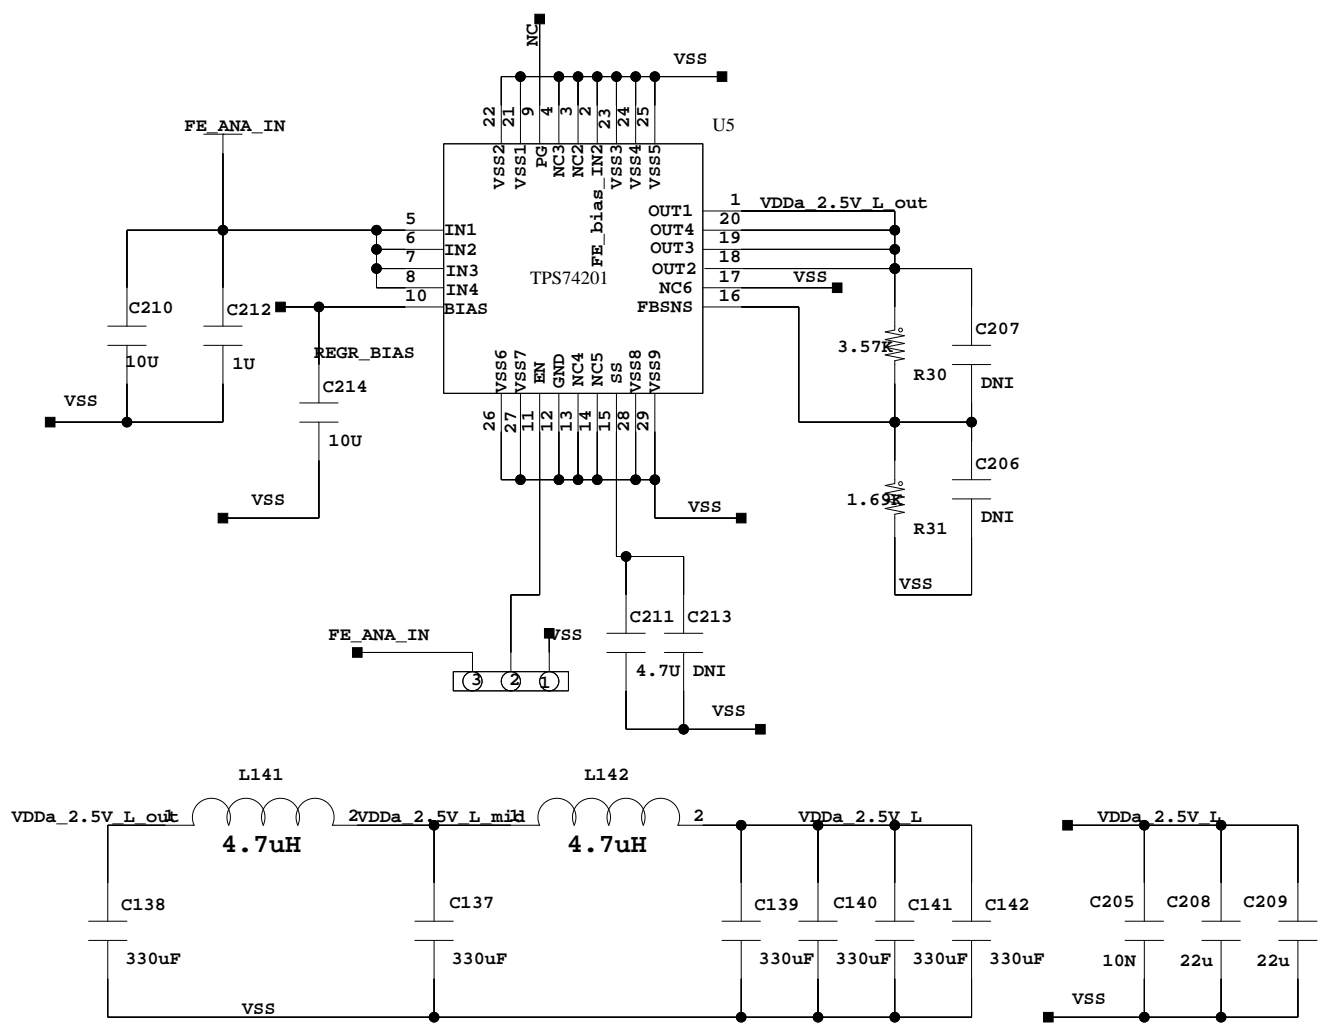 NC
VSS
22
21
9
4
3
2
23
24
25
U5
FE_ANA_IN
VSS2
VSS1
PG
NC3
NC2
FE_bias_IN2
VSS3
VSS4
VSS5
5
6
7
8
10
IN1
IN2
IN3
IN4
BIAS
TPS74201
OUT1
OUT4
OUT3
OUT2
NC6
FBSNS
1
20
19
18
17
16
VDDa_2.5V_L_out
VSS
C210
10U
C212
1U
REGR_BIAS
C214
10U
VSS
VSS
3.57K
R30
C207
DNI
VSS6
VSS7
EN
GND
NC4
NC5
SS
VSS8
VSS9
26
27
11
12
13
14
15
28
29
VSS
1.69K
R31
C206
DNI
VSS
FE_ANA_IN
VSS
3 2 1
C211
4.7U
C213
DNI
VSS
L141
L142
VDDa_2.5V_L_out
1
2
VDDa_2.5V_L_mid
1
2
VDDa_2.5V_L
VDDa_2.5V_L
4.7uH
4.7uH
C138
C137
C139
C140
C141
C142
C205
C208
C209
330uF
330uF
330uF
330uF
330uF
330uF
10N
22u
22u
VSS
VSS